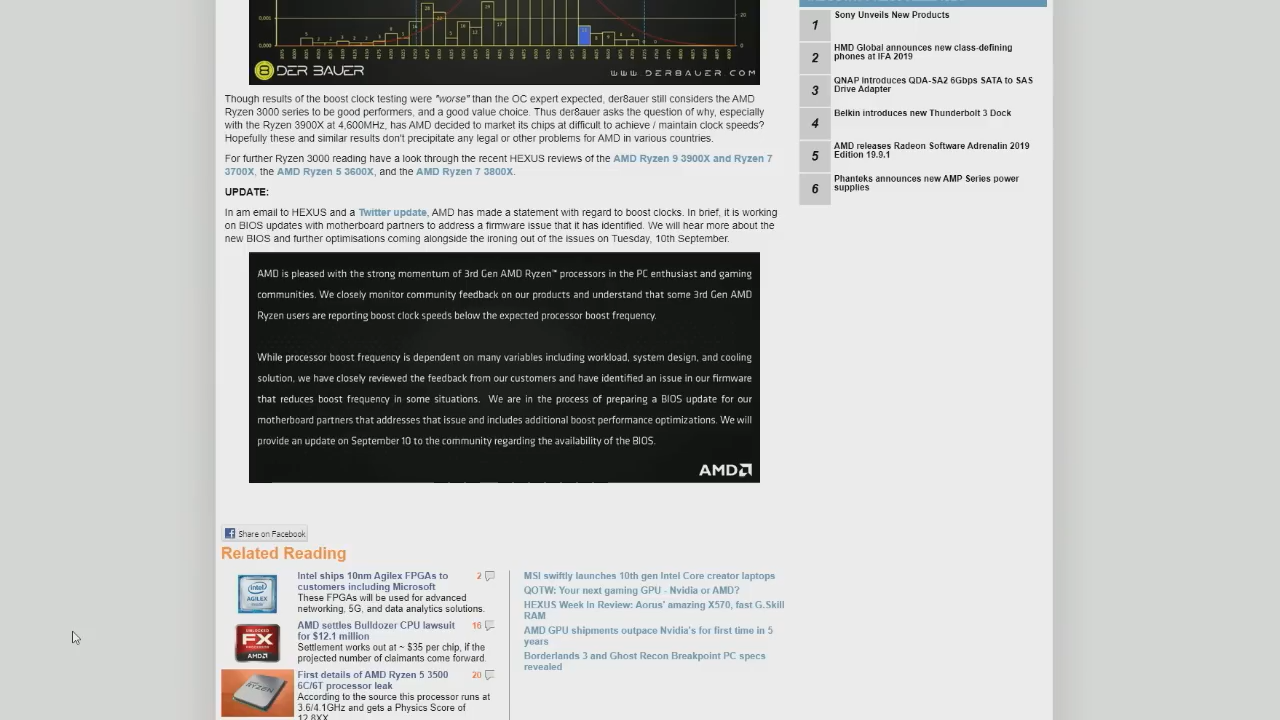 0,001
20
0,000
0
DER BAUER
WWW.DERBAUER.COM
Though results of the boost clock testing were "worse" than the OC expert expected, der8auer still considers the AMD
Ryzen 3000 series to be good performers, and a good value choice. Thus der8auer asks the question of why, especially
with the Ryzen 3900X at 4,600MHz, has AMD decided to market its chips at difficult to achieve / maintain clock speeds?
Hopefully these and similar results don't precipitate any legal or other problems for AMD in various countries.
For further Ryzen 3000 reading have a look through the recent HEXUS reviews of the AMD Ryzen 9 3900X and Ryzen 7
3700X, the AMD Ryzen 5 3600X, and the AMD Ryzen 7 3800X.
UPDATE:
In am email to HEXUS and a Twitter update, AMD has made a statement with regard to boost clocks. In brief, it is working
on BIOS updates with motherboard partners to address a firmware issue that it has identified. We will hear more about the
new BIOS and further optimisations coming alongside the ironing out of the issues on Tuesday, 10th September.
AMD is pleased with the strong momentum of 3rd Gen AMD Ryzen™ processors in the PC enthusiast and gaming
communities. We closely monitor community feedback on our products and understand that some 3rd Gen AMD
Ryzen users are reporting boost clock speeds below the expected processor boost frequency.
While processor boost frequency is dependent on many variables including workload, system design, and cooling
solution, we have closely reviewed the feedback from our customers and have identified an issue in our firmware
that reduces boost frequency in some situations. We are in the process of preparing a BIOS update for our
motherboard partners that addresses that issue and includes additional boost performance optimizations. We will
provide an update on September 10 to the community regarding the availability of the BIOS.
AMD
Share on Facebook
Related Reading
Intel ships 10nm Agilex FPGAs to
customers including Microsoft
2
These FPGAs will be used for advanced
networking, 5G, and data analytics solutions.
AMD settles Bulldozer CPU lawsuit
for $12.1 million
16
Settlement works out at ~ $35 per chip, if the
projected number of claimants come forward.
First details of AMD Ryzen 5 3500
6C/6T processor leak
20
According to the source this processor runs at
3.6/4.1GHz and gets a Physics Score of
12.8XX
intel
AGILEX
FX
AMD
RYZEN
MSI swiftly launches 10th gen Intel Core creator laptops
QOTW: Your next gaming GPU - Nvidia or AMD?
HEXUS Week In Review: Aorus' amazing X570, fast G.Skill
RAM
AMD GPU shipments outpace Nvidia's for first time in 5
years
Borderlands 3 and Ghost Recon Breakpoint PC specs
revealed
1
Sony Unveils New Products
2
HMD Global announces new class-defining
phones at IFA 2019
3
QNAP introduces QDA-SA2 6Gbps SATA to SAS
Drive Adapter
4
Belkin introduces new Thunderbolt 3 Dock
5
AMD releases Radeon Software Adrenalin 2019
Edition 19.9.1
6
Phanteks announces new AMP Series power
supplies